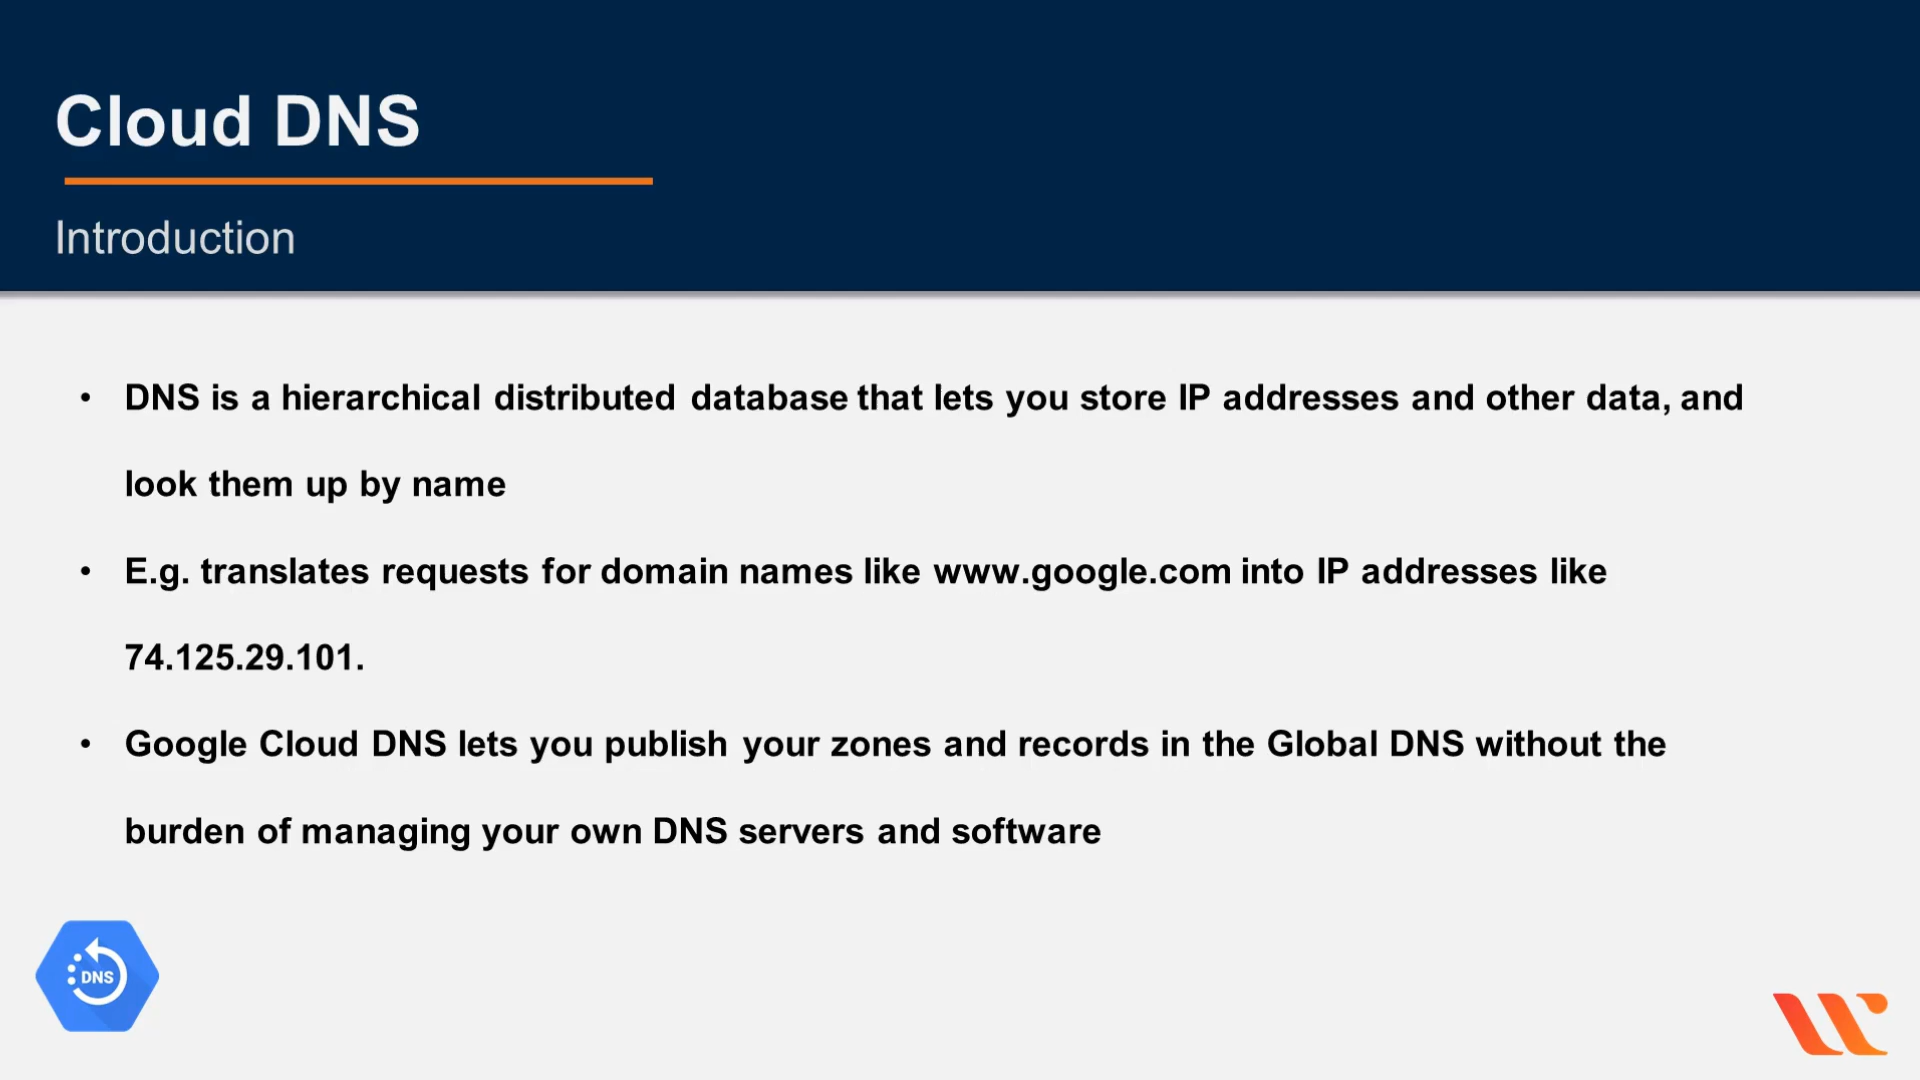 Cloud DNS
Introduction
• DNS is a hierarchical distributed database that lets you store IP addresses and other data, and
look them up by name
• E.g. translates requests for domain names like www.google.com into IP addresses like
74.125.29.101.
• Google Cloud DNS lets you publish your zones and records in the Global DNS without the
burden of managing your own DNS servers and software
DNS